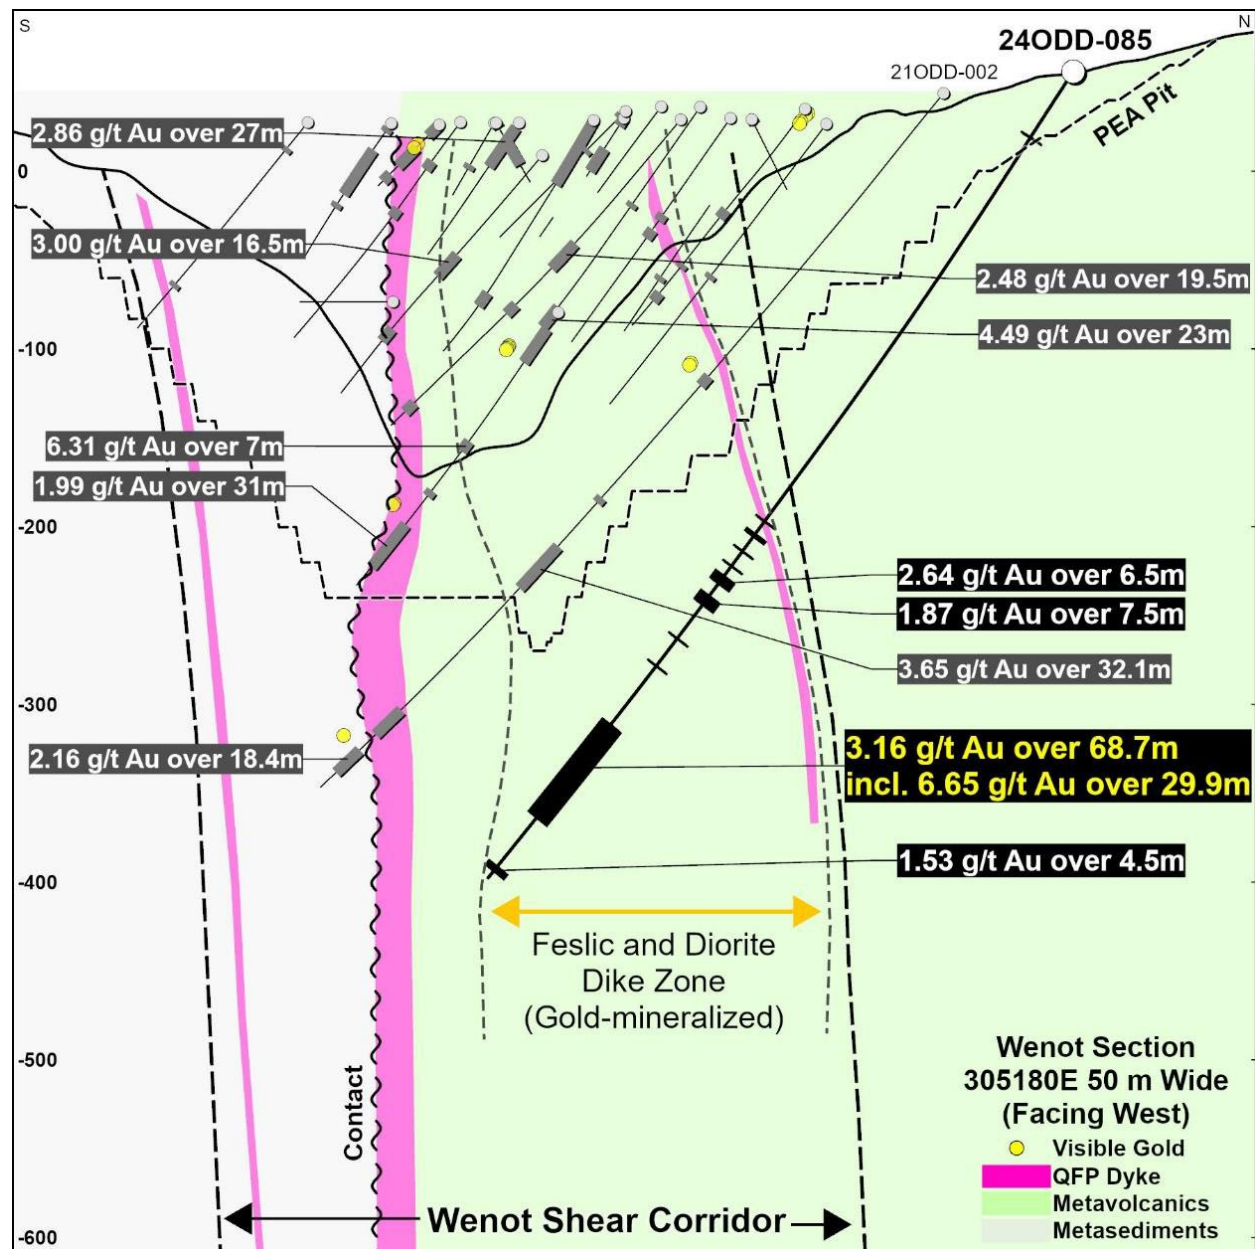 S
N
24ODD-085
21ODD-002
PEA Pit
2.86 g/t Au over 27m
0
3.00 g/t Au over 16.5m
2.48 g/t Au over 19.5m
4.49 g/t Au over 23m
-100
6.31 g/t Au over 7m
1.99 g/t Au over 31m
-200
2.64 g/t Au over 6.5m
1.87 g/t Au over 7.5m
3.65 g/t Au over 32.1m
-300
3.16 g/t Au over 68.7m
incl. 6.65 g/t Au over 29.9m
2.16 g/t Au over 18.4m
1.53 g/t Au over 4.5m
-400
Feslic and Diorite
Dike Zone
(Gold-mineralized)
-500
Contact
Wenot Section
305180E 50 m Wide
(Facing West)
Visible Gold
QFP Dyke
Metavolcanics
Metasediments
Wenot Shear Corridor
-600